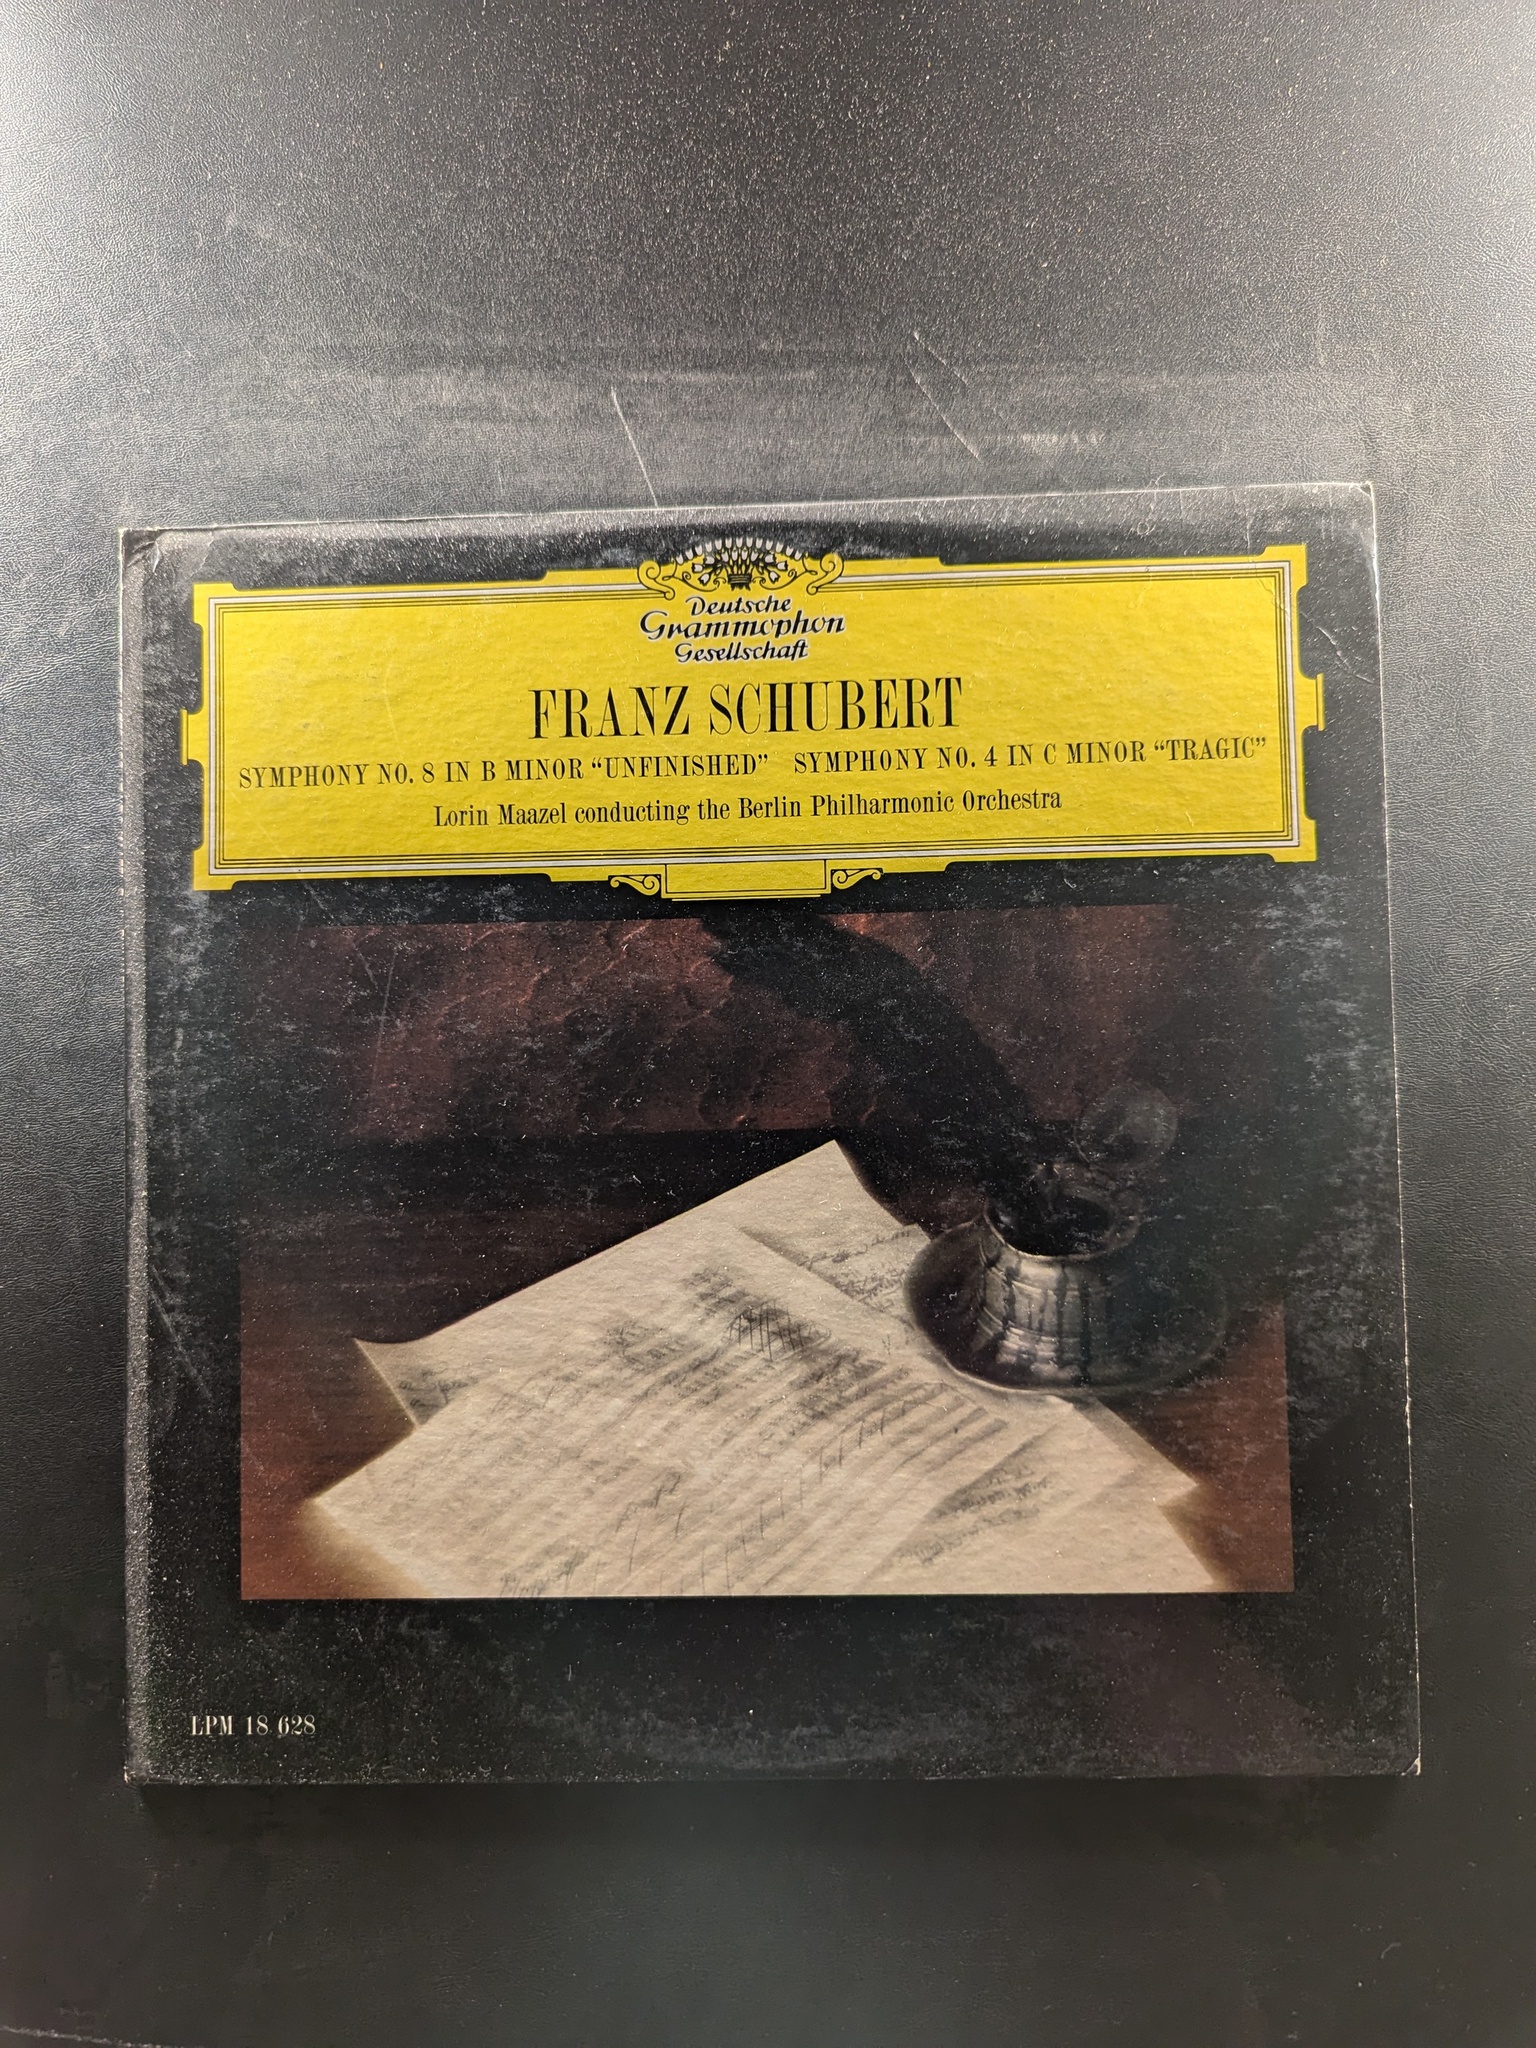 Deutsche
Grammophon
Gesellschaft
FRANZ SCHUBERT
SYMPHONY NO. 8 IN B MINOR “UNFINISHED” SYMPHONY NO. 4 IN C MINOR “TRAGIC”
Lorin Maazel conducting the Berlin Philharmonic Orchestra
LPM 18 628